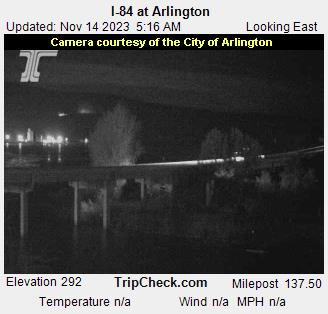 I-84 at Arlington
Updated: Nov 14 2023 5:16 AM Looking East
Camera courtesy of the City of Arlington
Elevation 292 TripCheck.com Milepost 137.50
Temperature n/a Wind n/a MPH n/a